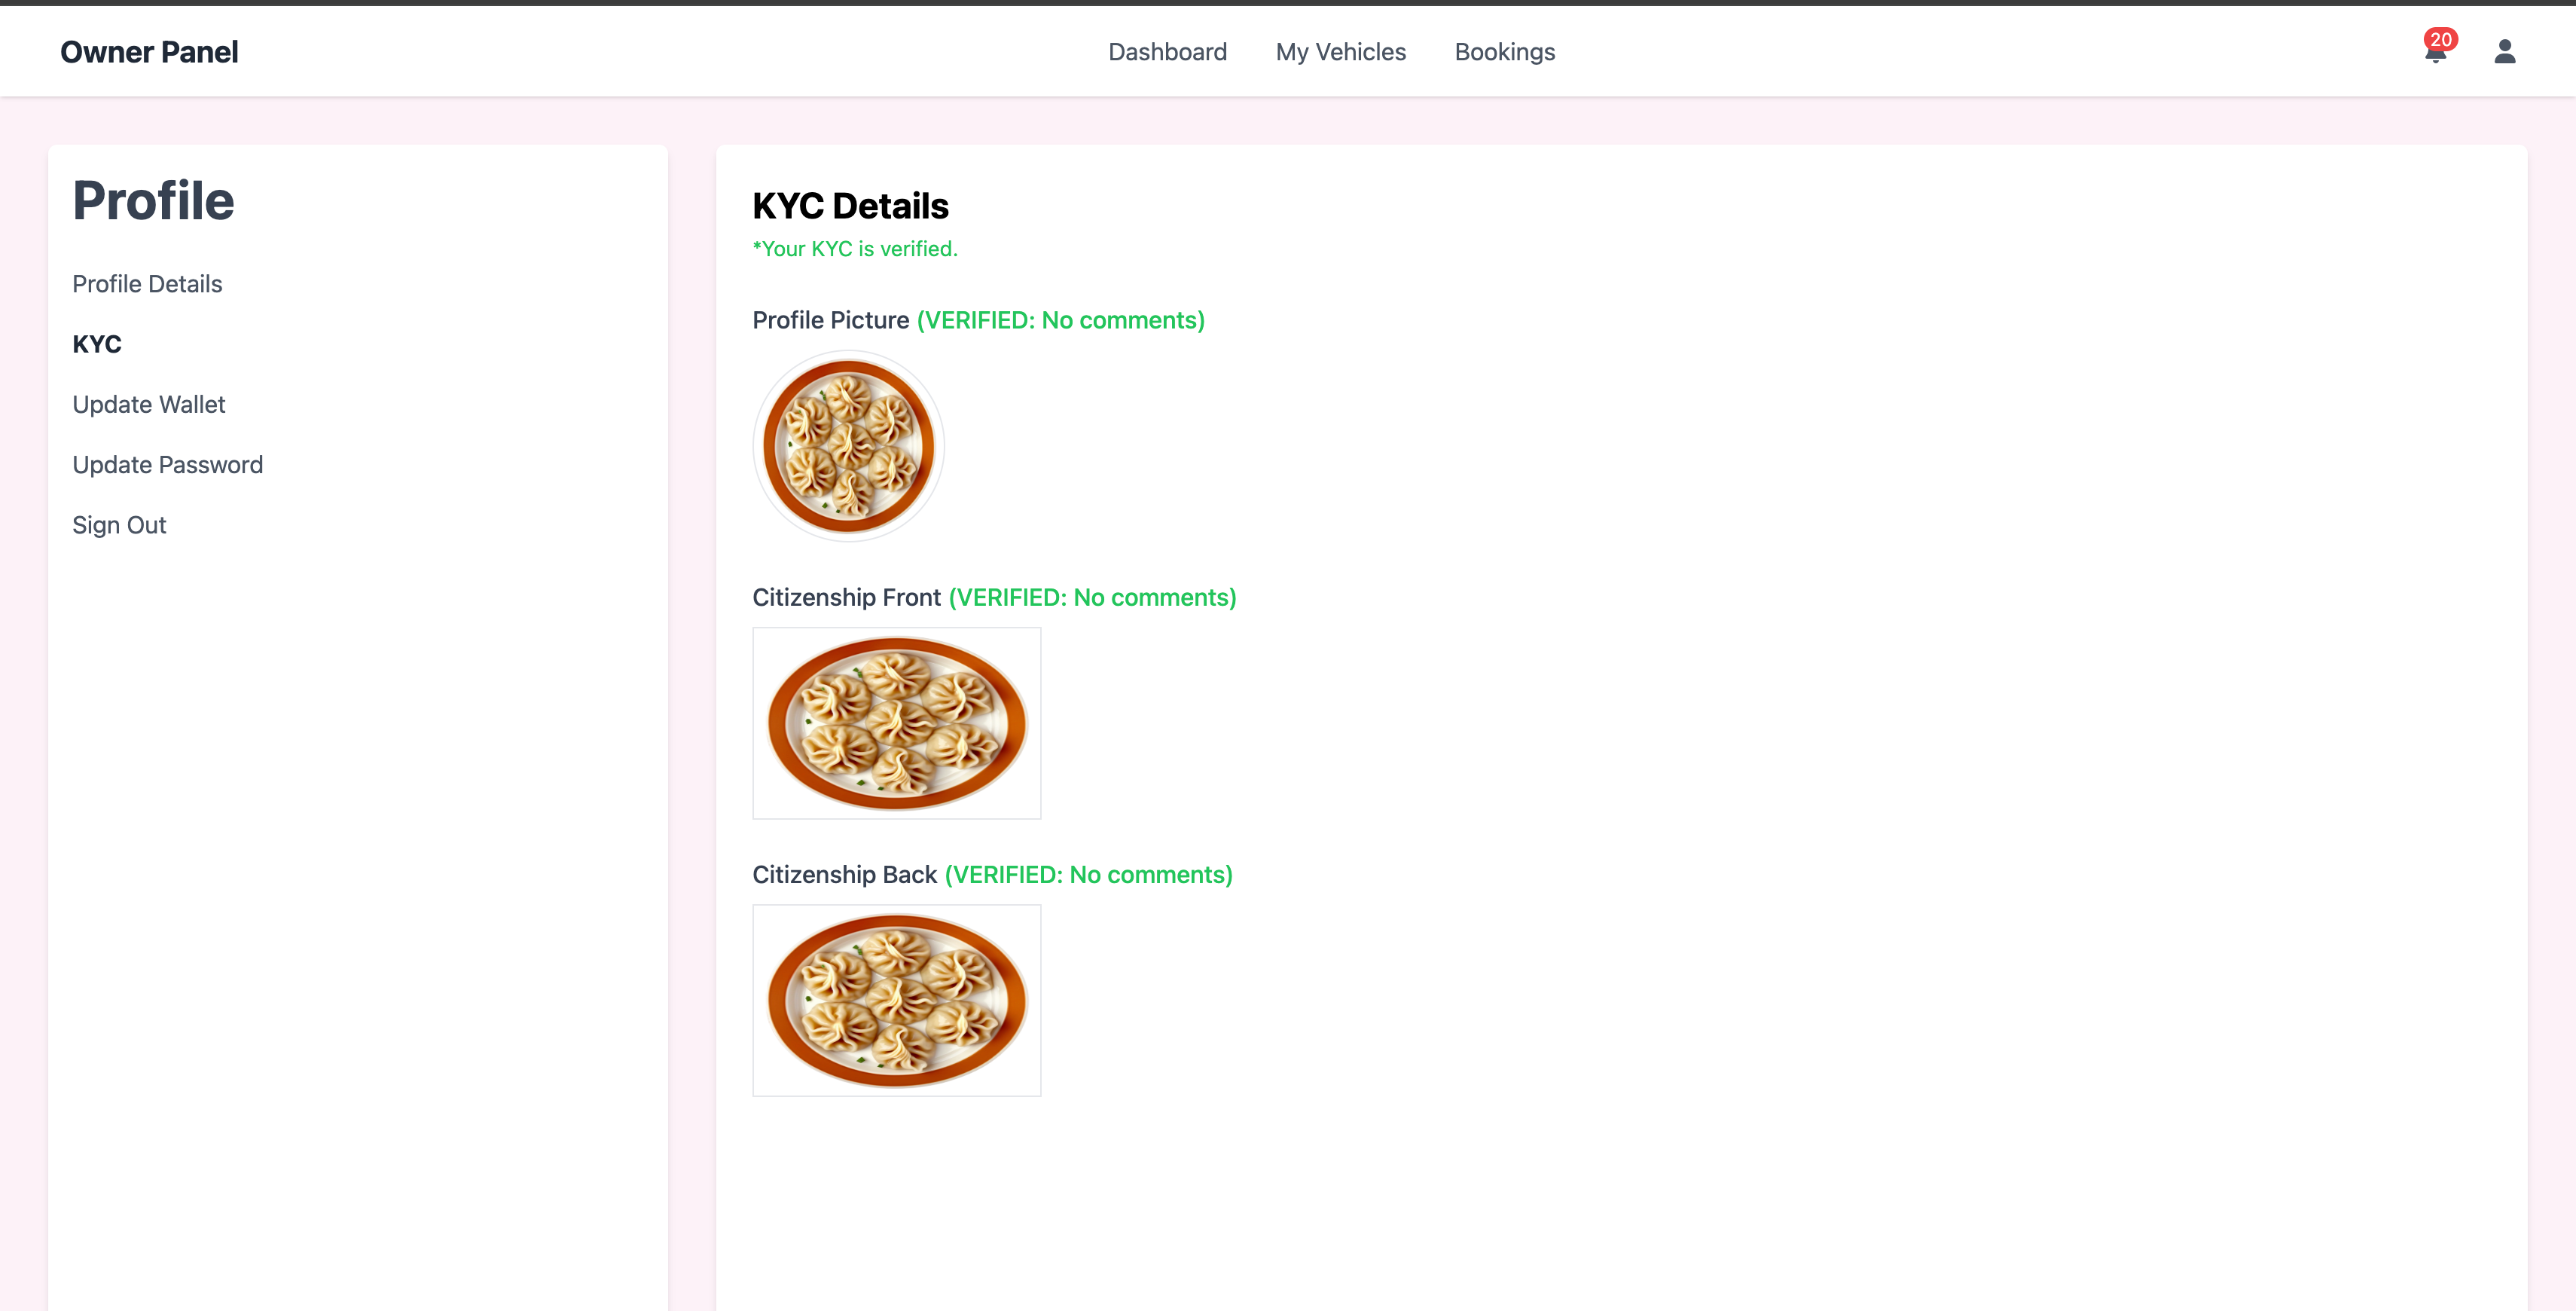 Owner Panel
Dashboard
My Vehicles
Bookings
20
Profile
Profile Details
KYC
Update Wallet
Update Password
Sign Out
KYC Details
*Your KYC is verified.
Profile Picture (VERIFIED: No comments)
Citizenship Front (VERIFIED: No comments)
Citizenship Back (VERIFIED: No comments)